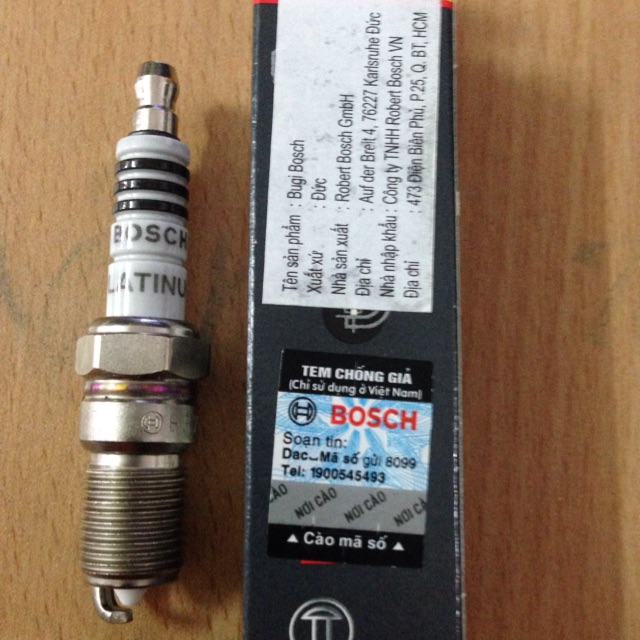 BOSCH
LATINU
H
Tên sản phẩm : Bugi Bosch
Xuất xứ : Đức
Nhà sản xuất : Robert Bosch GmbH
Địa chỉ : Auf der Breit 4, 76227 Karlsruhe Đức
Nhà nhập khẩu : Công ty TNHH Robert Bosch VN
Địa chỉ : 473 Điện Biên Phủ, P.25, Q. BT, HCM
TEM CHỐNG GIẢ
(Chỉ sử dụng ở Việt Nam)
BOSCH
Soạn tin:
Dac_Mã số gửi 8099
Tel: 1900545493
NƠI CÀO NƠI CÀO NƠI CÀO
▲ Cào mã số ▲